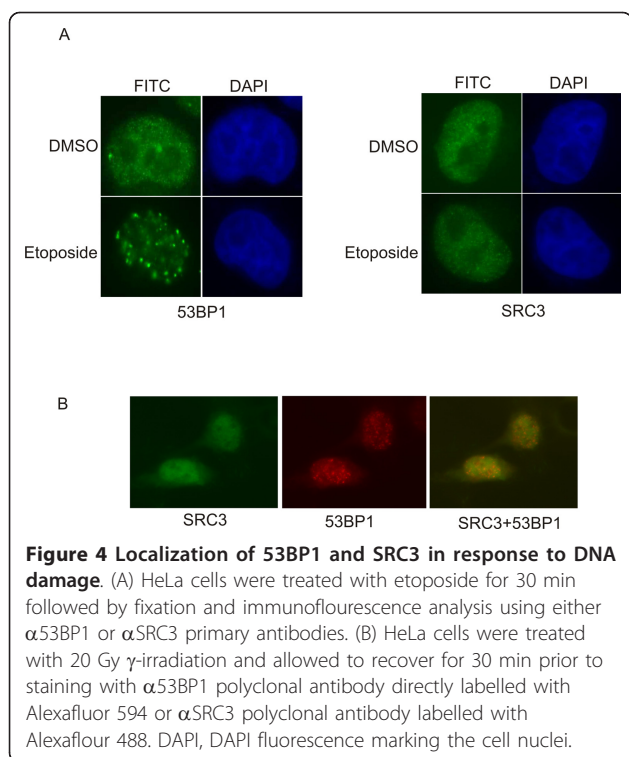 A
FITC DAPI FITC DAPI
DMSO DMSO
Etoposide Etoposide
53BP1 SRC3
B
SRC3 53BP1 SRC3+53BP1
Figure 4 Localization of 53BP1 and SRC3 in response to DNA
damage. (A) HeLa cells were treated with etoposide for 30 min
followed by fixation and immunoflourescence analysis using either
α53BP1 or αSRC3 primary antibodies. (B) HeLa cells were treated
with 20 Gy γ-irradiation and allowed to recover for 30 min prior to
staining with α53BP1 polyclonal antibody directly labelled with
Alexafluor 594 or αSRC3 polyclonal antibody labelled with
Alexaflour 488. DAPI, DAPI fluorescence marking the cell nuclei.